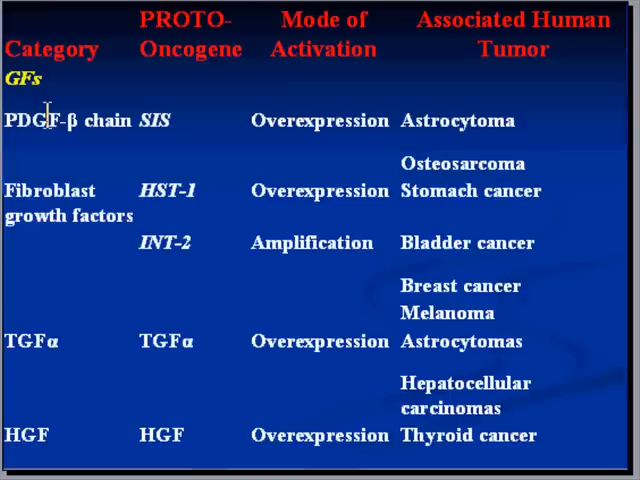 PROTO- Mode of Associated Human
Category Oncogene Activation Tumor
GFs
PDGF-β chain SIS Overexpression Astrocytoma
Osteosarcoma
Fibroblast HST-1 Overexpression Stomach cancer
growth factors
INT-2 Amplification Bladder cancer
Breast cancer
Melanoma
TGFα TGFα Overexpression Astrocytomas
Hepatocellular
carcinomas
HGF HGF Overexpression Thyroid cancer